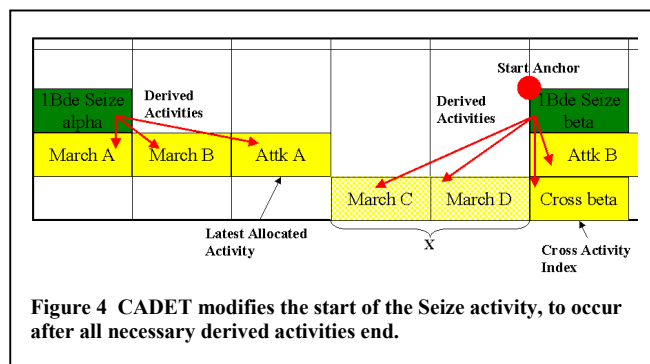 Start Anchor
1Bde Seize
alpha
Derived
Activities
Derived
Activities
1Bde Seize
beta
March A
March B
Attk A
Attk B
March C
March D
Cross beta
Latest Allocated
Activity
X
Cross Activity
Index
Figure 4 CADET modifies the start of the Seize activity, to occur
after all necessary derived activities end.